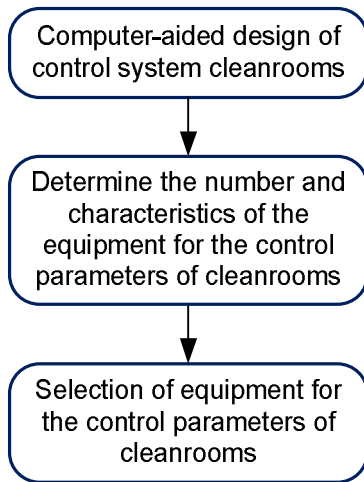 Computer-aided design of
control system cleanrooms
Determine the number and
characteristics of the
equipment for the control
parameters of cleanrooms
Selection of equipment for
the control parameters of
cleanrooms